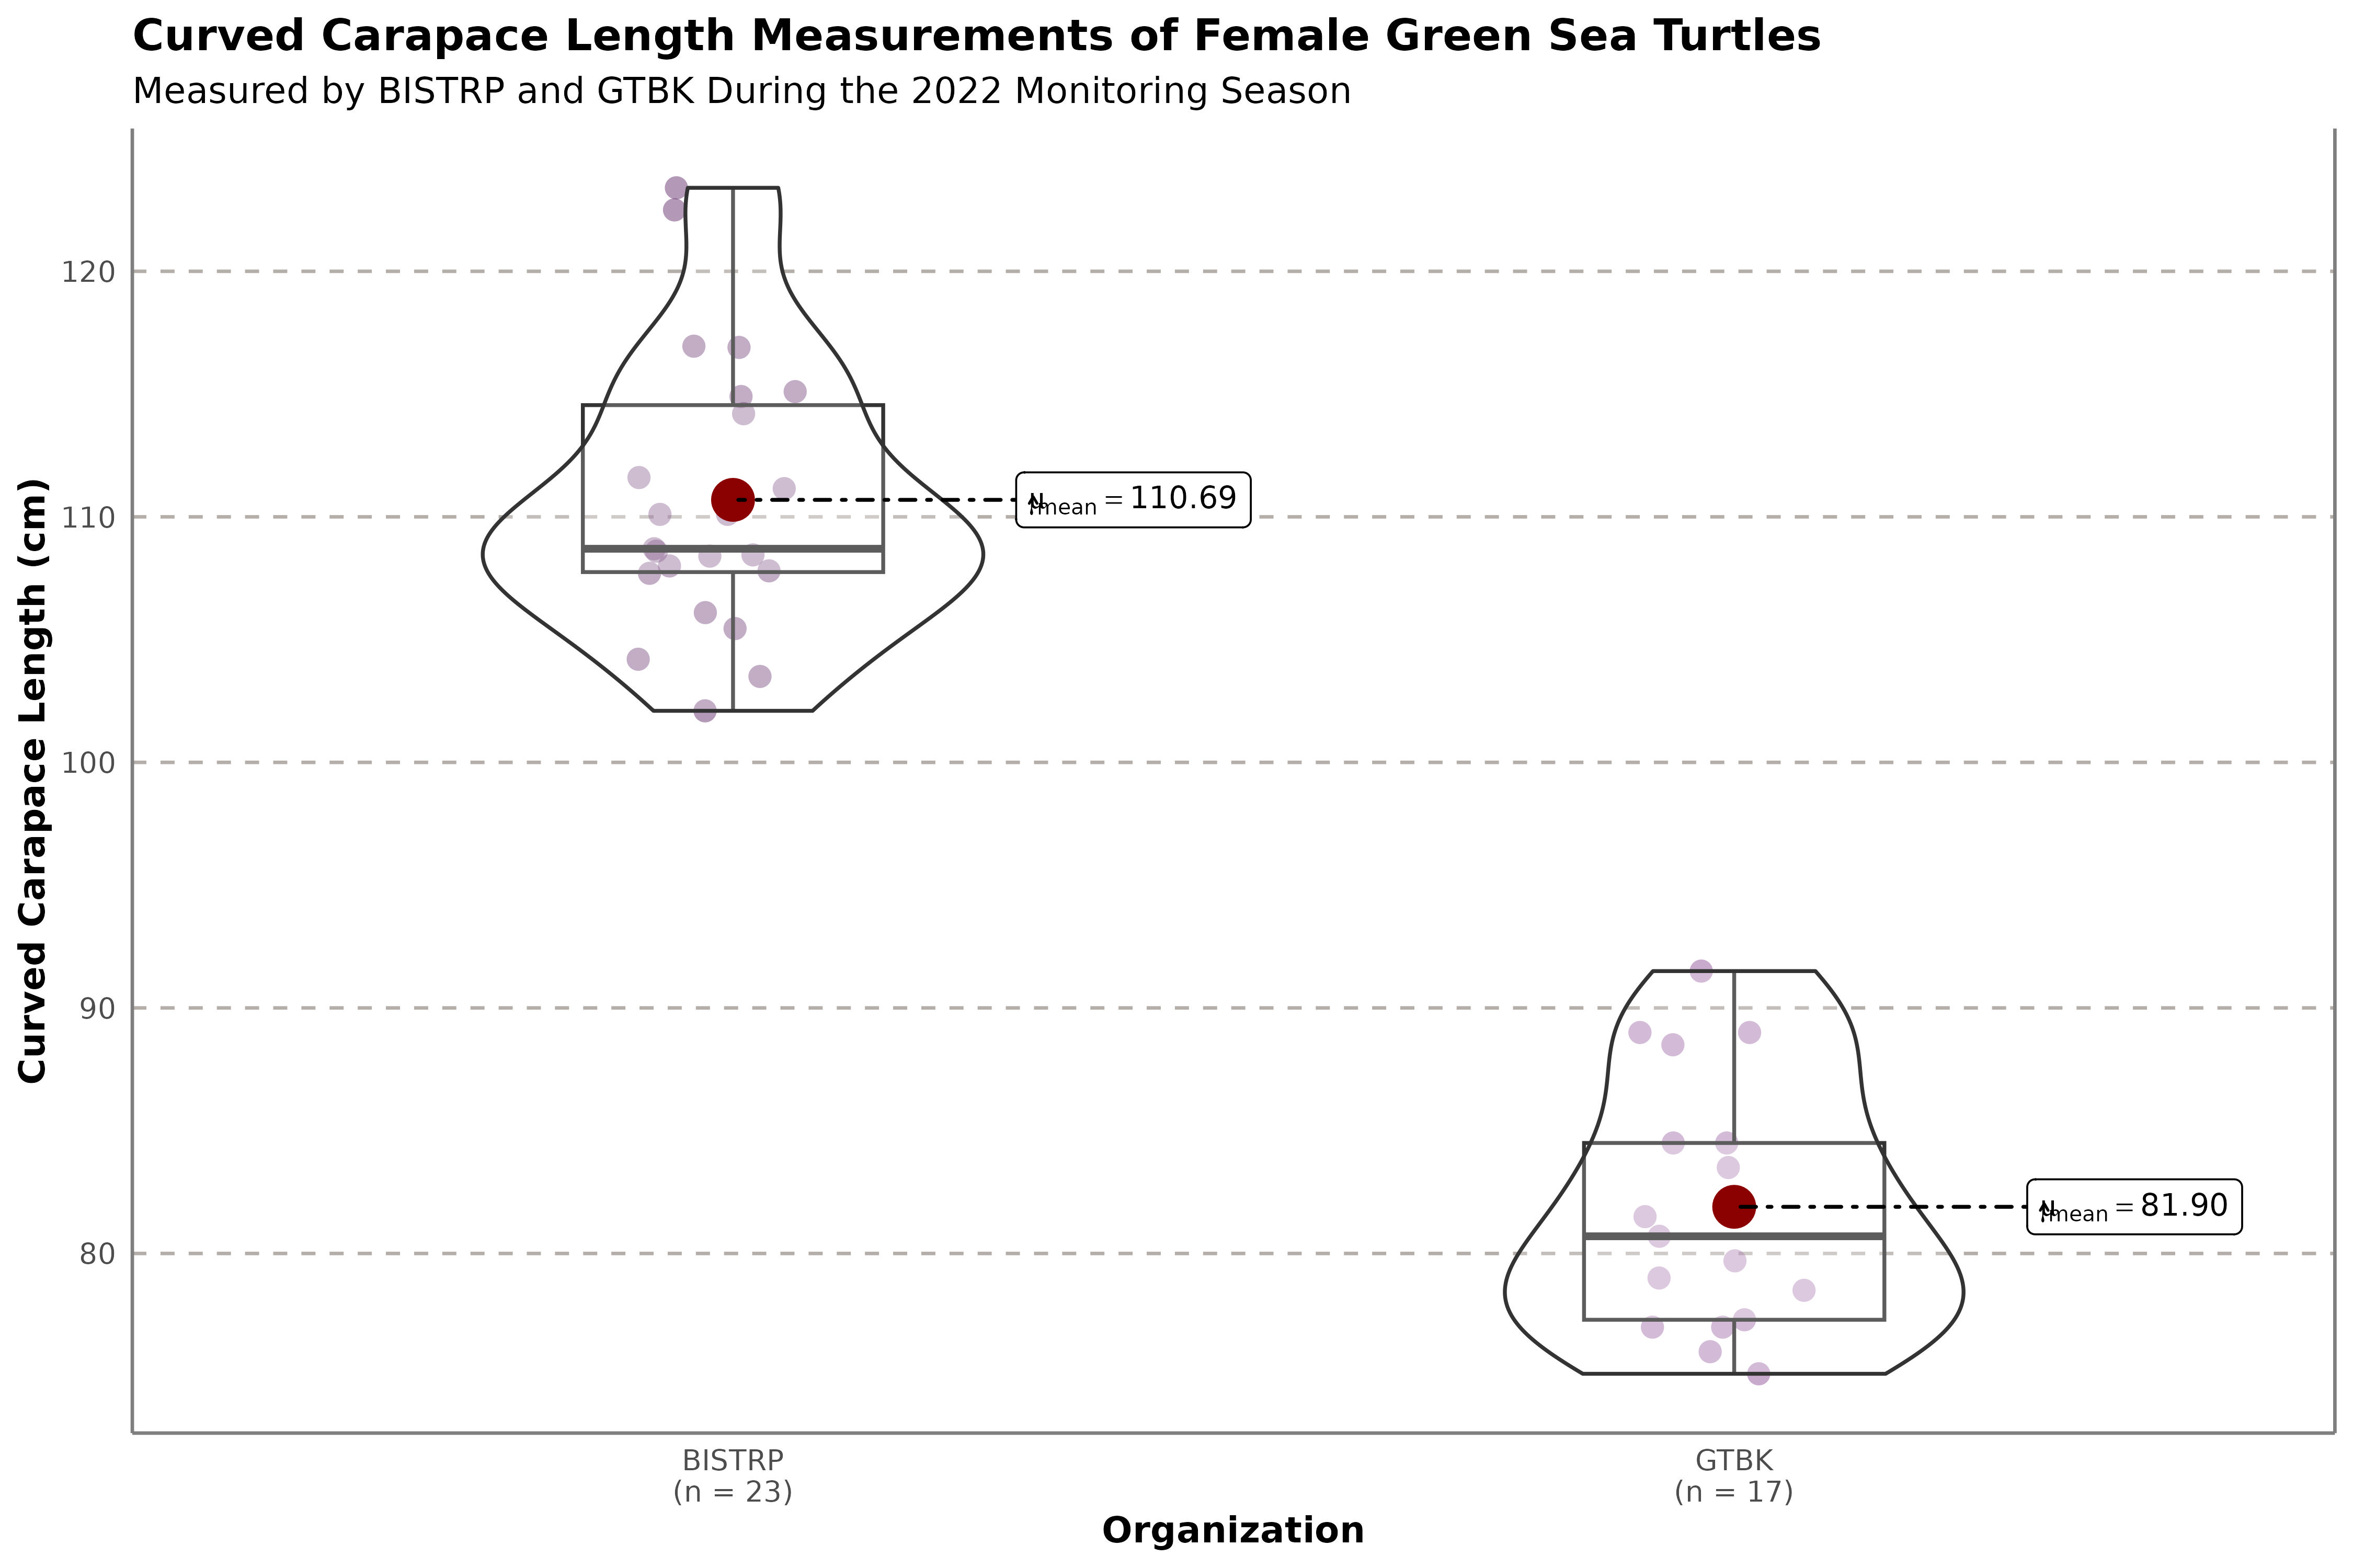 Curved Carapace Length Measurements of Female Green Sea Turtles
Measured by BISTRP and GTBK During the 2022 Monitoring Season
Curved Carapace Length (cm)
120
110
100
90
80
μ̂mean = 110.69
μ̂mean = 81.90
BISTRP
(n = 23)
GTBK
(n = 17)
Organization